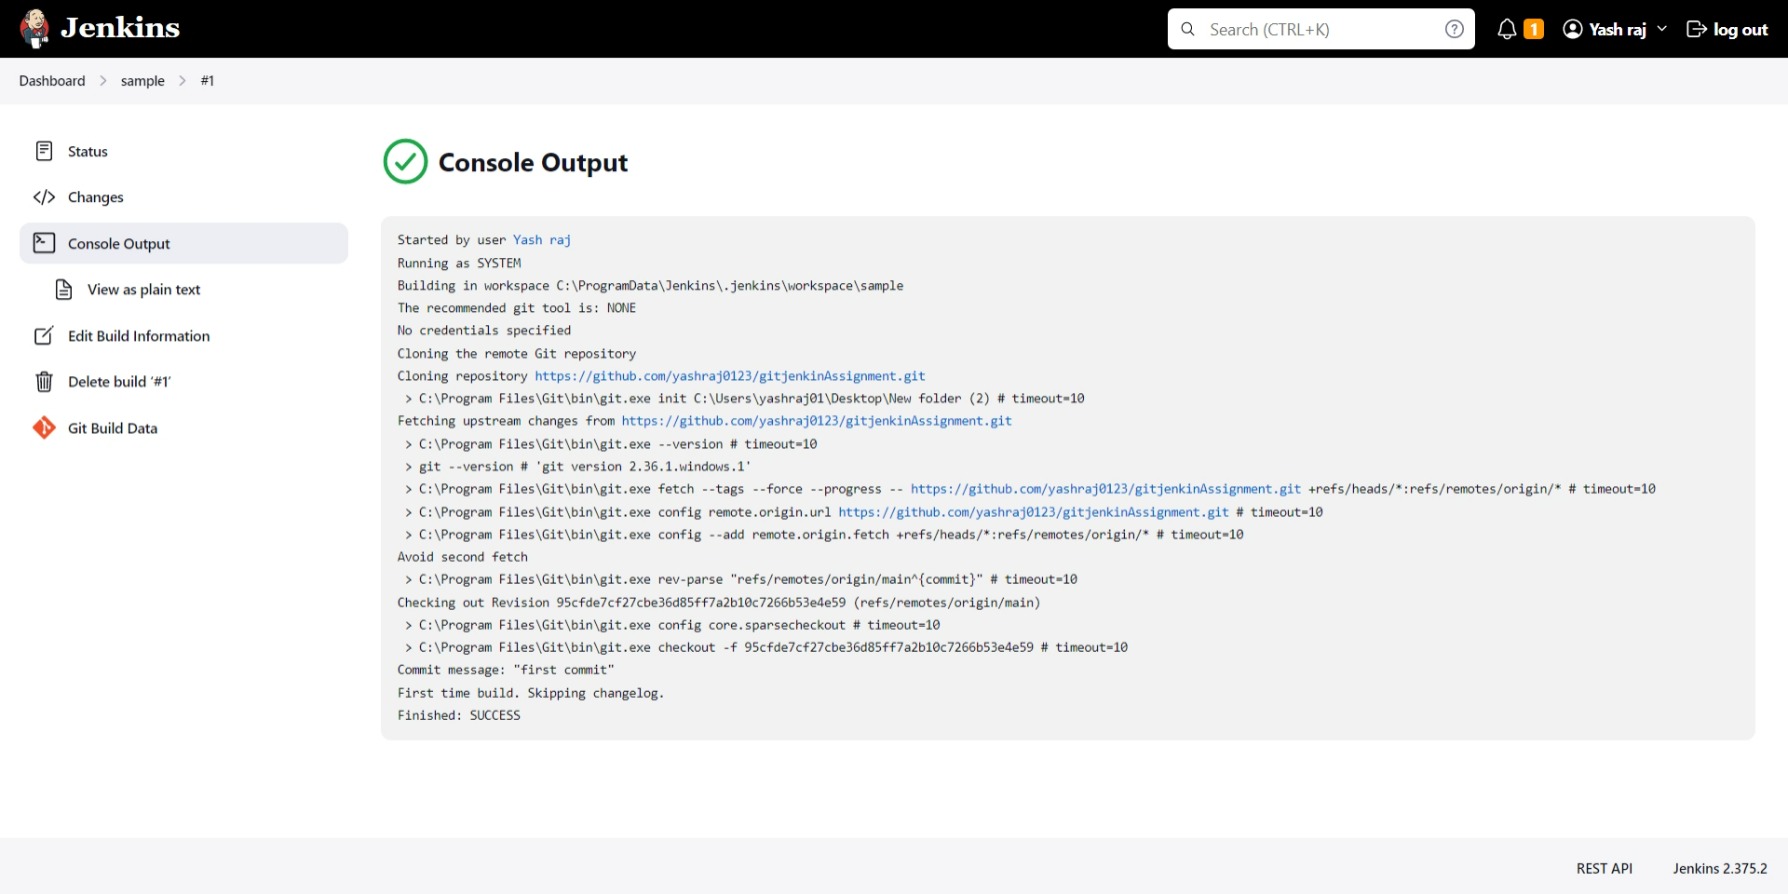 Jenkins
Search (CTRL+K)
1
Yash raj
log out
Dashboard > sample > #1
Status
Changes
Console Output
View as plain text
Edit Build Information
Delete build ‘#1’
Git Build Data
Console Output
Started by user Yash raj
Running as SYSTEM
Building in workspace C:\ProgramData\Jenkins\.jenkins\workspace\sample
The recommended git tool is: NONE
No credentials specified
Cloning the remote Git repository
Cloning repository https://github.com/yashraj0123/gitjenkinAssignment.git
> C:\Program Files\Git\bin\git.exe init C:\Users\yashraj01\Desktop\New folder (2) # timeout=10
Fetching upstream changes from https://github.com/yashraj0123/gitjenkinAssignment.git
> C:\Program Files\Git\bin\git.exe --version # timeout=10
> git --version # 'git version 2.36.1.windows.1'
> C:\Program Files\Git\bin\git.exe fetch --tags --force --progress -- https://github.com/yashraj0123/gitjenkinAssignment.git +refs/heads/*:refs/remotes/origin/* # timeout=10
> C:\Program Files\Git\bin\git.exe config remote.origin.url https://github.com/yashraj0123/gitjenkinAssignment.git # timeout=10
> C:\Program Files\Git\bin\git.exe config --add remote.origin.fetch +refs/heads/*:refs/remotes/origin/* # timeout=10
Avoid second fetch
> C:\Program Files\Git\bin\git.exe rev-parse "refs/remotes/origin/main^{commit}" # timeout=10
Checking out Revision 95cfde7cf27cbe36d85ff7a2b10c7266b53e4e59 (refs/remotes/origin/main)
> C:\Program Files\Git\bin\git.exe config core.sparsecheckout # timeout=10
> C:\Program Files\Git\bin\git.exe checkout -f 95cfde7cf27cbe36d85ff7a2b10c7266b53e4e59 # timeout=10
Commit message: "first commit"
First time build. Skipping changelog.
Finished: SUCCESS
REST API
Jenkins 2.375.2